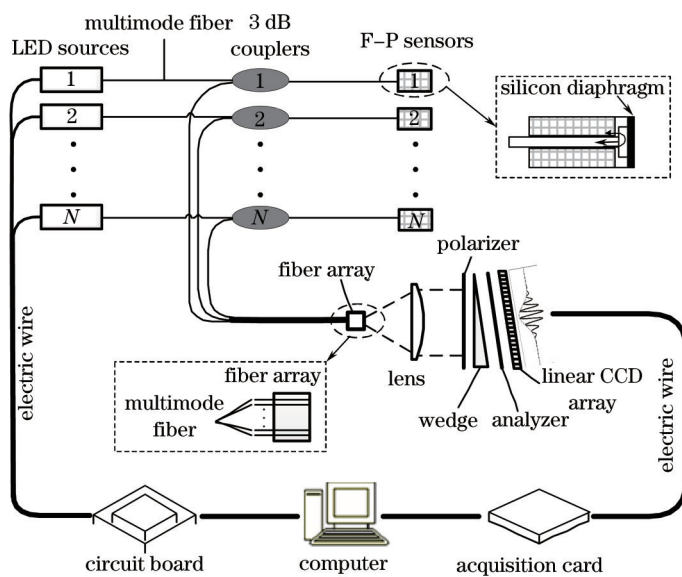 multimode fiber
3 dB
couplers
LED sources
F-P sensors
1
1
1
silicon diaphragm
2
2
2
N
N
N
polarizer
fiber array
electric wire
fiber array
multimode
fiber
lens
wedge
analyzer
linear CCD
array
electric wire
circuit board
computer
acquisition card